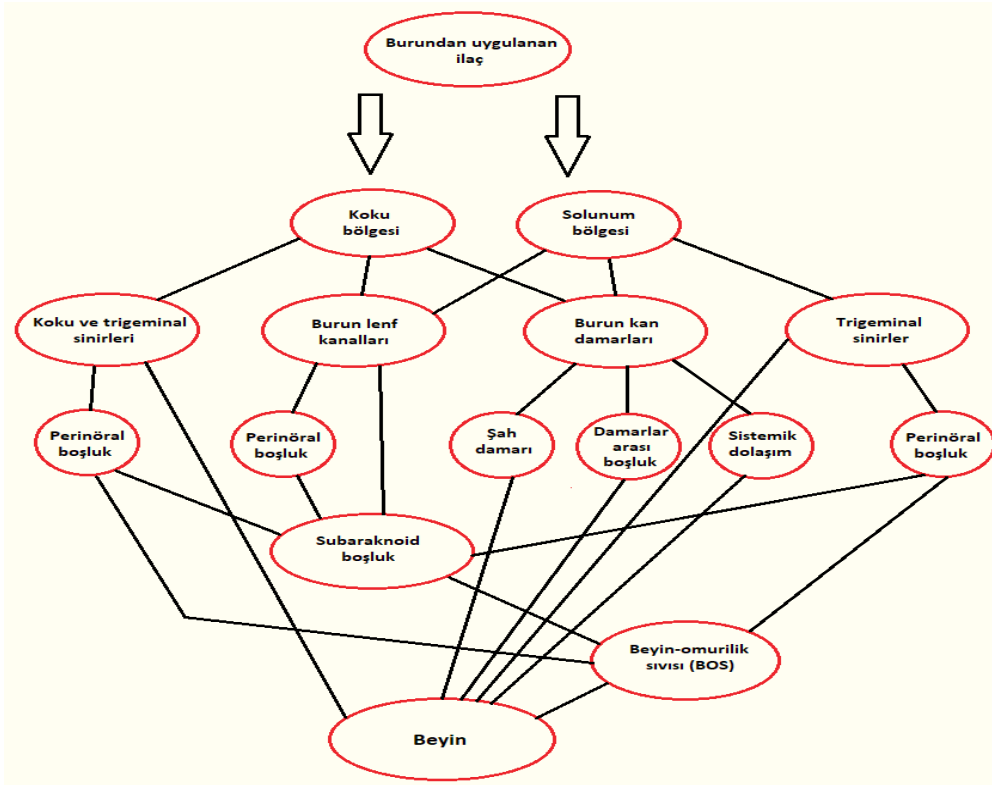 Burundan uygulanan
ilaç
Koku
bölgesi
Solunum
bölgesi
Koku ve trigeminal
sinirleri
Burun lenf
kanalları
Burun kan
damarları
Trigeminal
sinirler
Perinöral
boşluk
Perinöral
boşluk
Şah
damarı
Damarlar
arası
boşluk
Sistemik
dolaşım
Perinöral
boşluk
Subaraknoid
boşluk
Beyin-omurilik
sıvısı (BOS)
Beyin